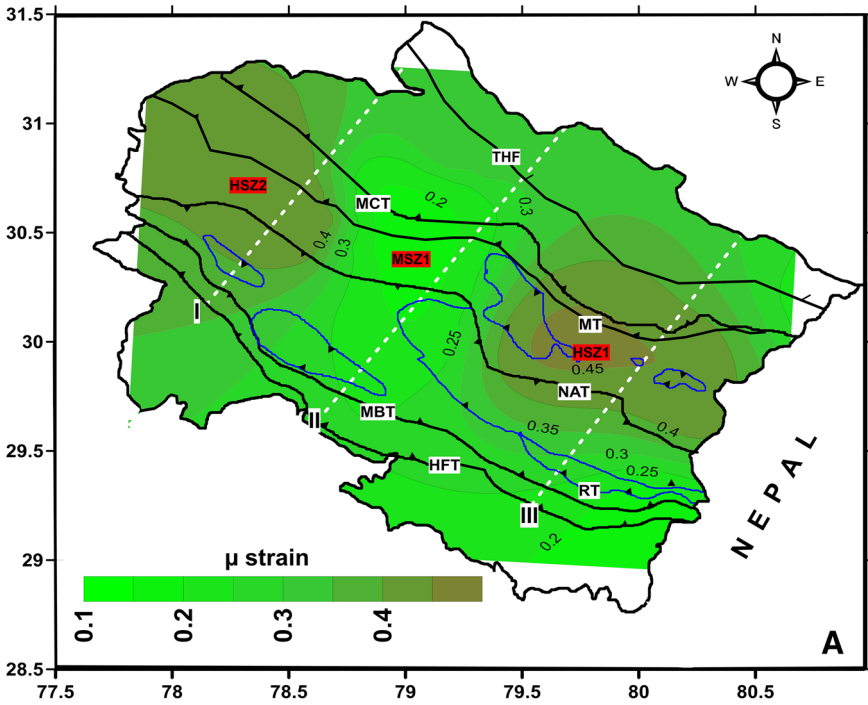 31.5
31
30.5
30
29.5
29
28.5
N
W
E
S
THF
HSZ2
MCT
0.2
0.3
0.4
0.3
MSZ1
I
MT
HSZ1
0.25
0.45
NAT
II
MBT
0.35
0.4
HFT
0.3
0.25
RT
III
0.2
NEPAL
μ strain
0.1
0.2
0.3
0.4
A
77.5
78
78.5
79
79.5
80
80.5